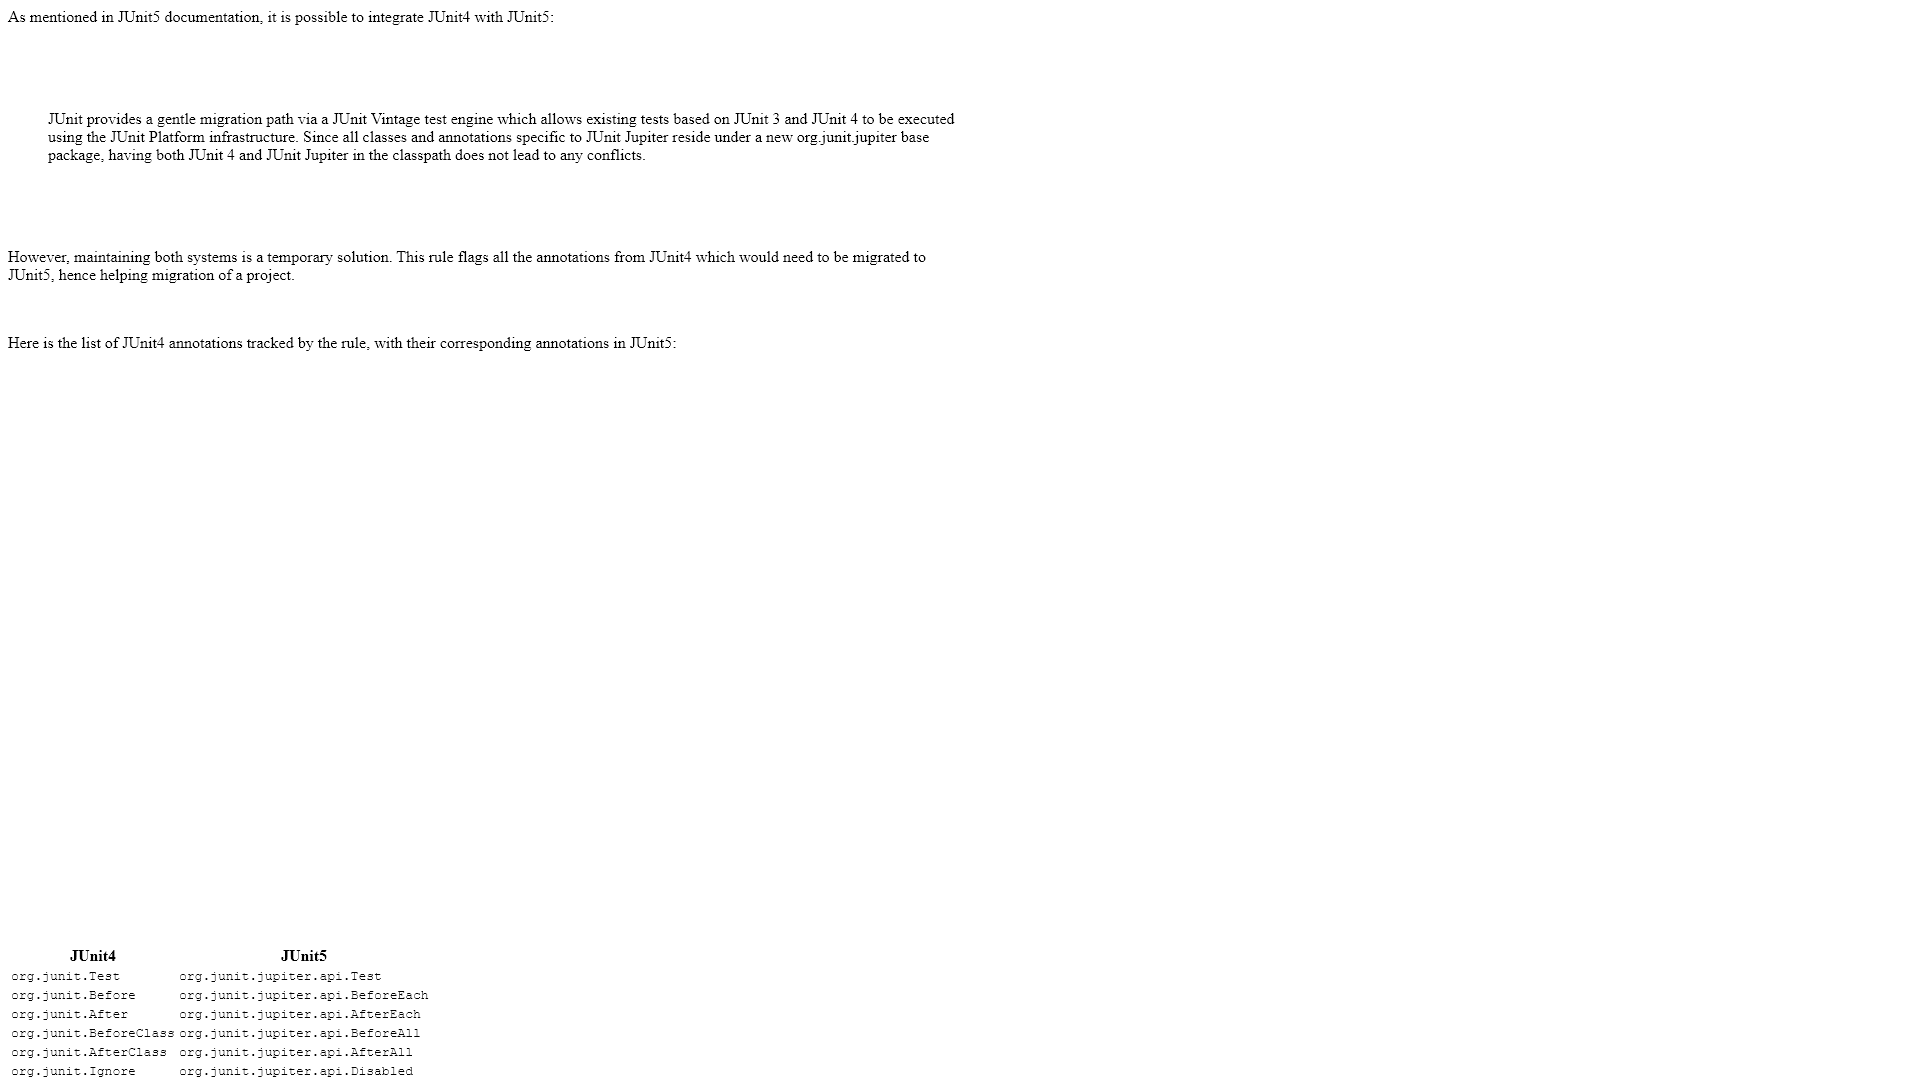 As mentioned in JUnit5 documentation, it is possible to integrate JUnit4 with JUnit5:
JUnit provides a gentle migration path via a JUnit Vintage test engine which allows existing tests based on JUnit 3 and JUnit 4 to be executed
using the JUnit Platform infrastructure. Since all classes and annotations specific to JUnit Jupiter reside under a new org.junit.jupiter base
package, having both JUnit 4 and JUnit Jupiter in the classpath does not lead to any conflicts.
However, maintaining both systems is a temporary solution. This rule flags all the annotations from JUnit4 which would need to be migrated to
JUnit5, hence helping migration of a project.
Here is the list of JUnit4 annotations tracked by the rule, with their corresponding annotations in JUnit5:
JUnit4 JUnit5
org.junit.Test org.junit.jupiter.api.Test
org.junit.Before org.junit.jupiter.api.BeforeEach
org.junit.After org.junit.jupiter.api.AfterEach
org.junit.BeforeClass org.junit.jupiter.api.BeforeAll
org.junit.AfterClass org.junit.jupiter.api.AfterAll
org.junit.Ignore org.junit.jupiter.api.Disabled